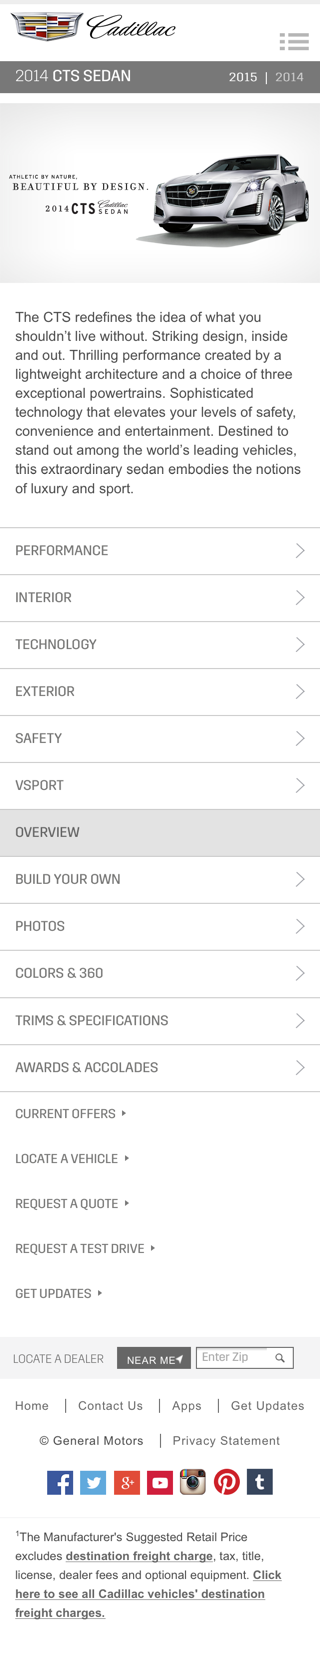 Cadillac
2014 CTS SEDAN
2015 | 2014
ATHLETIC BY NATURE,
BEAUTIFUL BY DESIGN.
2014 CTS Cadillac SEDAN
The CTS redefines the idea of what you
shouldn't live without. Striking design, inside
and out. Thrilling performance created by a
lightweight architecture and a choice of three
exceptional powertrains. Sophisticated
technology that elevates your levels of safety,
convenience and entertainment. Destined to
stand out among the world's leading vehicles,
this extraordinary sedan embodies the notions
of luxury and sport.
PERFORMANCE
INTERIOR
TECHNOLOGY
EXTERIOR
SAFETY
VSPORT
OVERVIEW
BUILD YOUR OWN
PHOTOS
COLORS & 360
TRIMS & SPECIFICATIONS
AWARDS & ACCOLADES
CURRENT OFFERS
LOCATE A VEHICLE
REQUEST A QUOTE
REQUEST A TEST DRIVE
GET UPDATES
LOCATE A DEALER NEAR ME Enter Zip
Home | Contact Us | Apps | Get Updates
© General Motors | Privacy Statement
1The Manufacturer's Suggested Retail Price
excludes destination freight charge, tax, title,
license, dealer fees and optional equipment. Click
here to see all Cadillac vehicles' destination
freight charges.